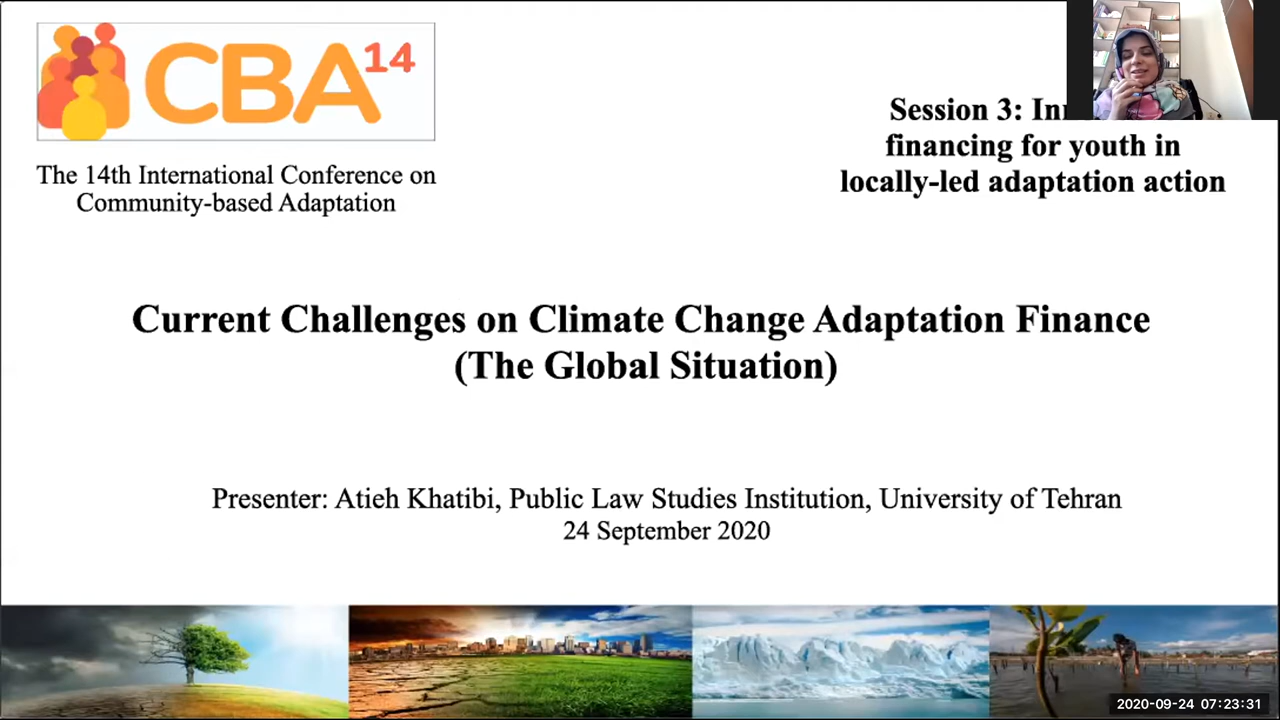 CBA14
The 14th International Conference on
Community-based Adaptation
Session 3:
financing for youth in
locally-led adaptation action
Current Challenges on Climate Change Adaptation Finance
(The Global Situation)
Presenter: Atieh Khatibi, Public Law Studies Institution, University of Tehran
24 September 2020
2020-09-24 07:23:31